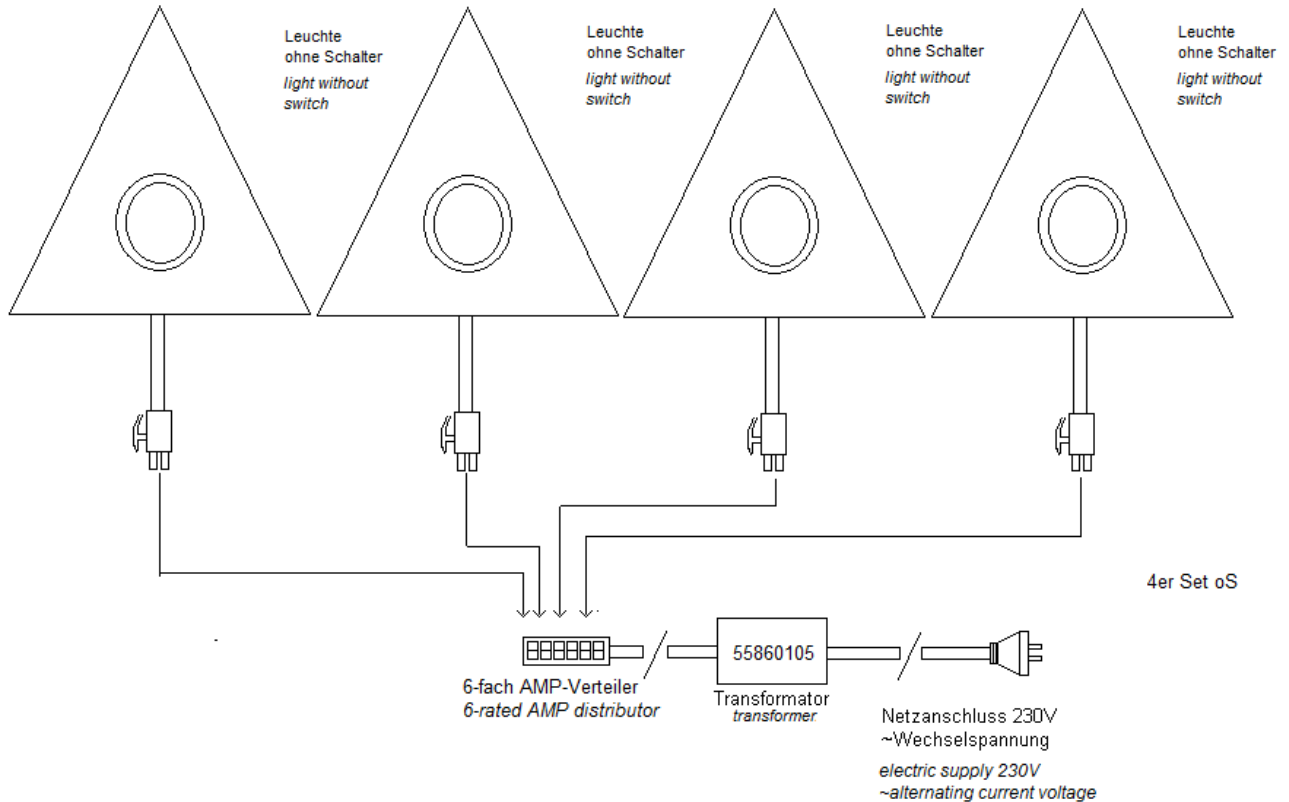 Leuchte
ohne Schalter
light without
switch
Leuchte
ohne Schalter
light without
switch
Leuchte
ohne Schalter
light without
switch
Leuchte
ohne Schalter
light without
switch
4er Set oS
55860105
6-fach AMP-Verteiler
6-rated AMP distributor
Transformator
transformer
Netzanschluss 230V
~Wechselspannung
electric supply 230V
~alternating current voltage